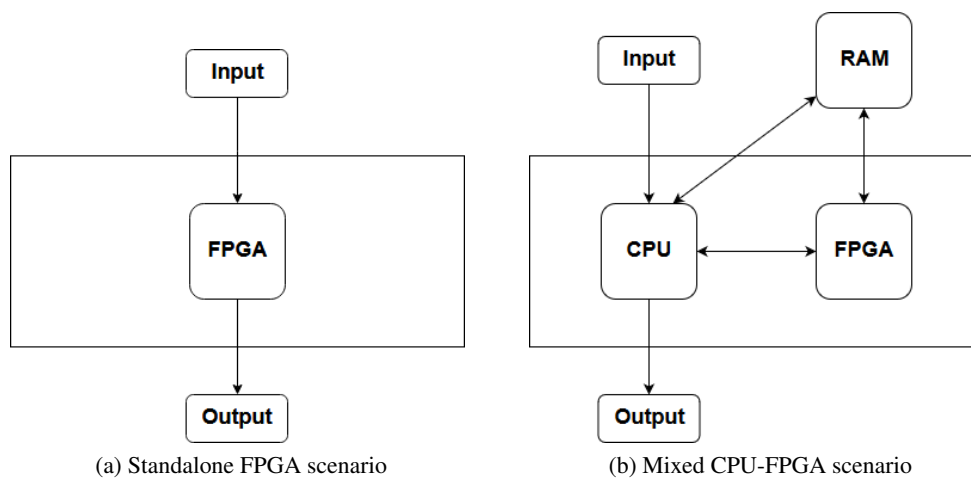 Input
FPGA
Output
(a) Standalone FPGA scenario
Input
RAM
CPU
FPGA
Output
(b) Mixed CPU-FPGA scenario